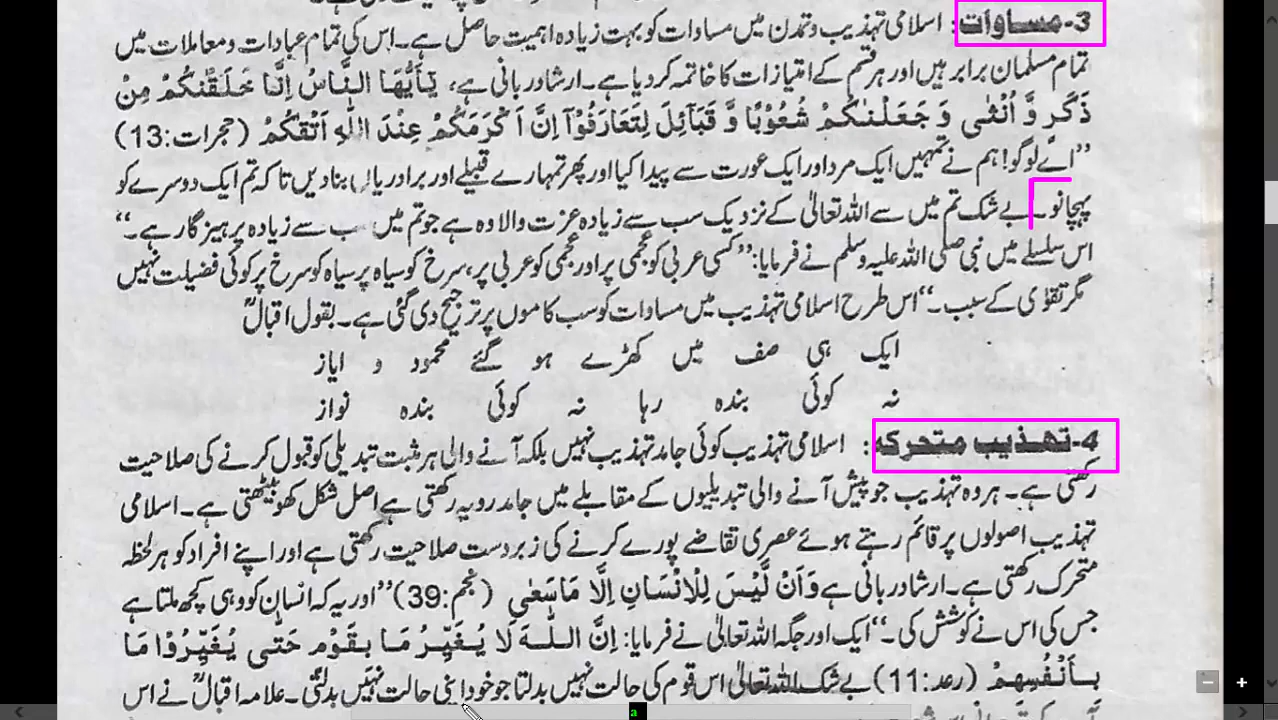 3-مساوات: اسلامی تہذیب و تمدن میں مساوات کو بہت زیادہ اہمیت حاصل ہے۔ اس کی تمام عبادات و معاملات میں
تمام مسلمان برابر ہیں اور ہر قسم کے امتیازات کا خاتمہ کر دیا ہے۔ ارشاد ربانی ہے، یٰۤاَیُّهَا النَّاسُ اِنَّا خَلَقْنٰكُمْ مِنْ
ذَكَرٍ وَّ اُنْثٰى وَ جَعَلْنٰكُمْ شُعُوْبًا وَّ قَبَآئِلَ لِتَعَارَفُوْا اِنَّ اَكْرَمَكُمْ عِنْدَ اللّٰهِ اَتْقٰكُمْ (حجرات:13)
”اے لوگو! ہم نے تمہیں ایک مرد اور ایک عورت سے پیدا کیا اور پھر تمہارے قبیلے اور برادریاں بنا دیں تاکہ تم ایک دوسرے کو
پہچانو۔ بے شک تم میں سے اللہ تعالیٰ کے نزدیک سب سے زیادہ عزت والا وہ ہے جو تم میں سب سے زیادہ پرہیز گار ہے۔“
اس سلسلے میں نبی صلی اللہ علیہ وسلم نے فرمایا: ”کسی عربی کو عجمی پر اور عجمی کو عربی پر، سرخ کو سیاہ پر سیاہ کو سرخ پر کوئی فضیلت نہیں
مگر تقوٰی کے سبب۔“ اس طرح اسلامی تہذیب میں مساوات کو سب کاموں پر ترجیح دی گئی ہے۔ بقول اقبالؒ
ایک ہی صف میں کھڑے ہو گئے محمود و ایاز
نہ کوئی بندہ رہا نہ کوئی بندہ نواز
4-تہذیب متحرکہ: اسلامی تہذیب کوئی جامد تہذیب نہیں بلکہ آنے والی ہر مثبت تبدیلی کو قبول کرنے کی صلاحیت
رکھتی ہے۔ ہر وہ تہذیب جو پیش آنے والی تبدیلیوں کے مقابلے میں جامد رویہ رکھتی ہے اصل شکل کھو بیٹھتی ہے۔ اسلامی
تہذیب اصولوں پر قائم رہتے ہوئے عصری تقاضے پورے کرنے کی زبردست صلاحیت رکھتی ہے اور اپنے افراد کو ہر لحظہ
متحرک رکھتی ہے۔ ارشاد ربانی ہے وَاَنْ لَّیْسَ لِلْاِنْسَانِ اِلَّا مَا سَعٰى (نجم:39) ”اور یہ کہ انسان کو وہی کچھ ملتا ہے
جس کی اس نے کوشش کی۔“ ایک اور جگہ اللہ تعالیٰ نے فرمایا: اِنَّ اللّٰهَ لَا یُغَیِّرُ مَا بِقَوْمٍ حَتّٰى یُغَیِّرُوْا مَا
بِاَنْفُسِهِمْ (رعد:11) بے شک اللہ تعالیٰ اس قوم کی حالت نہیں بدلتا جو خود اپنی حالت نہیں بدلتی۔ علامہ اقبالؒ نے اس
a